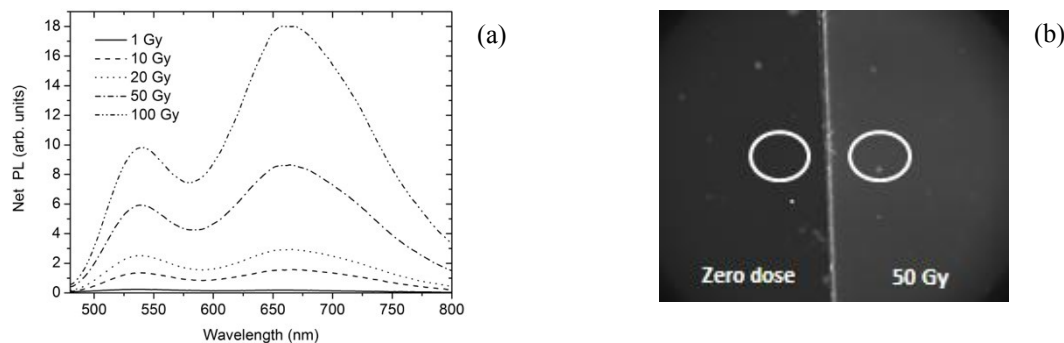 18
16
14
12
10
8
6
4
2
0
Net PL (arb. units)
1 Gy
10 Gy
20 Gy
50 Gy
100 Gy
500 550 600 650 700 750 800
Wavelength (nm)
(a)
Zero dose 50 Gy
(b)